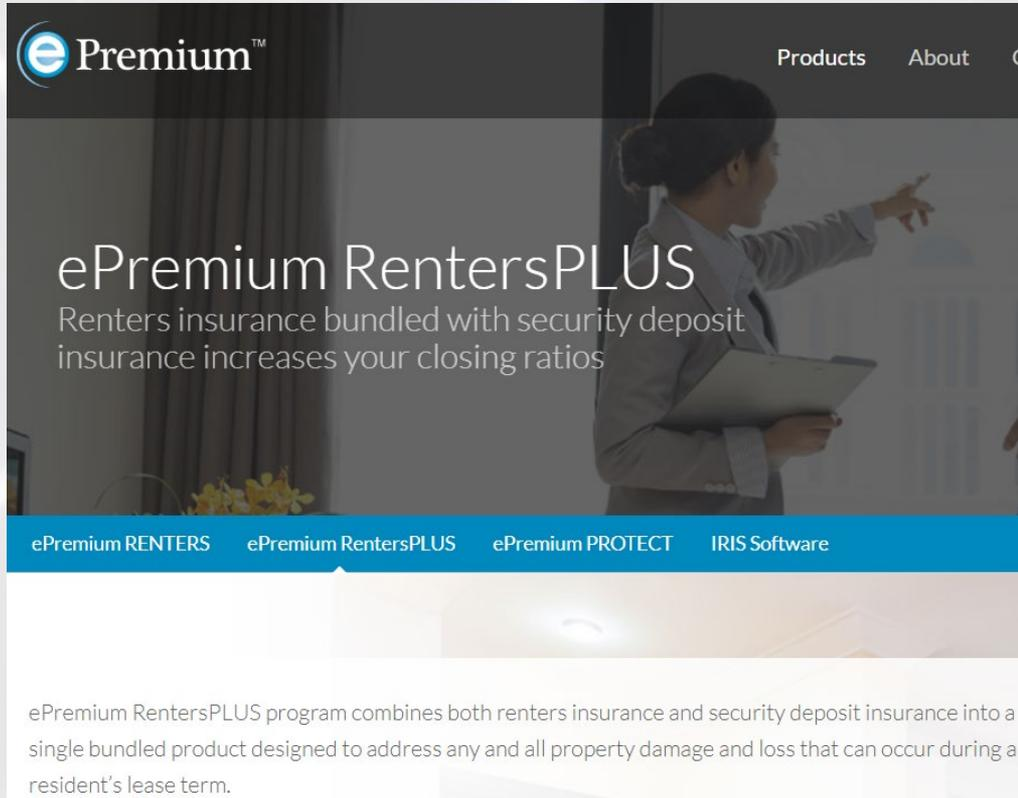 e Premium™
Products About
ePremium RentersPLUS
Renters insurance bundled with security deposit
insurance increases your closing ratios
ePremium RENTERS ePremium RentersPLUS ePremium PROTECT IRIS Software
ePremium RentersPLUS program combines both renters insurance and security deposit insurance into a
single bundled product designed to address any and all property damage and loss that can occur during a
resident's lease term.